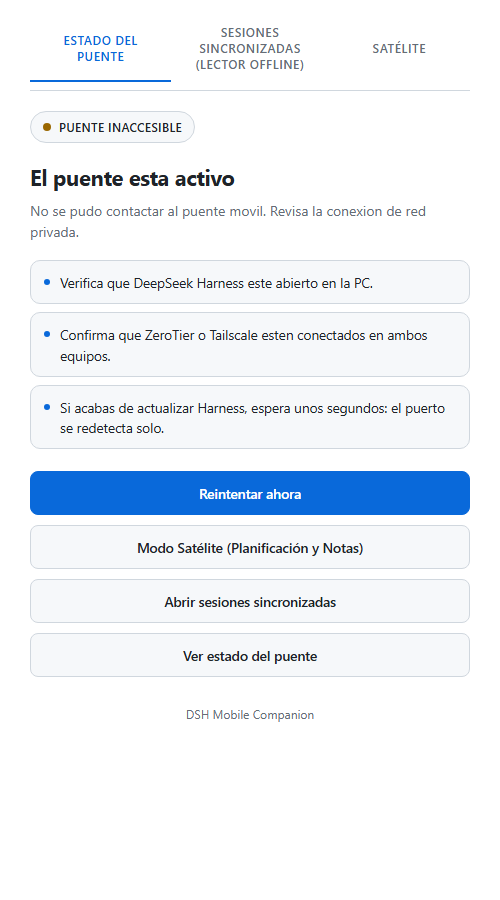 ESTADO DEL
PUENTE
SESIONES
SINCRONIZADAS
(LECTOR OFFLINE)
SATÉLITE
PUENTE INACCESIBLE
El puente esta activo
No se pudo contactar al puente movil. Revisa la conexion de red
privada.
Verifica que DeepSeek Harness este abierto en la PC.
Confirma que ZeroTier o Tailscale esten conectados en ambos
equipos.
Si acabas de actualizar Harness, espera unos segundos: el puerto
se redetecta solo.
Reintentar ahora
Modo Satélite (Planificación y Notas)
Abrir sesiones sincronizadas
Ver estado del puente
DSH Mobile Companion